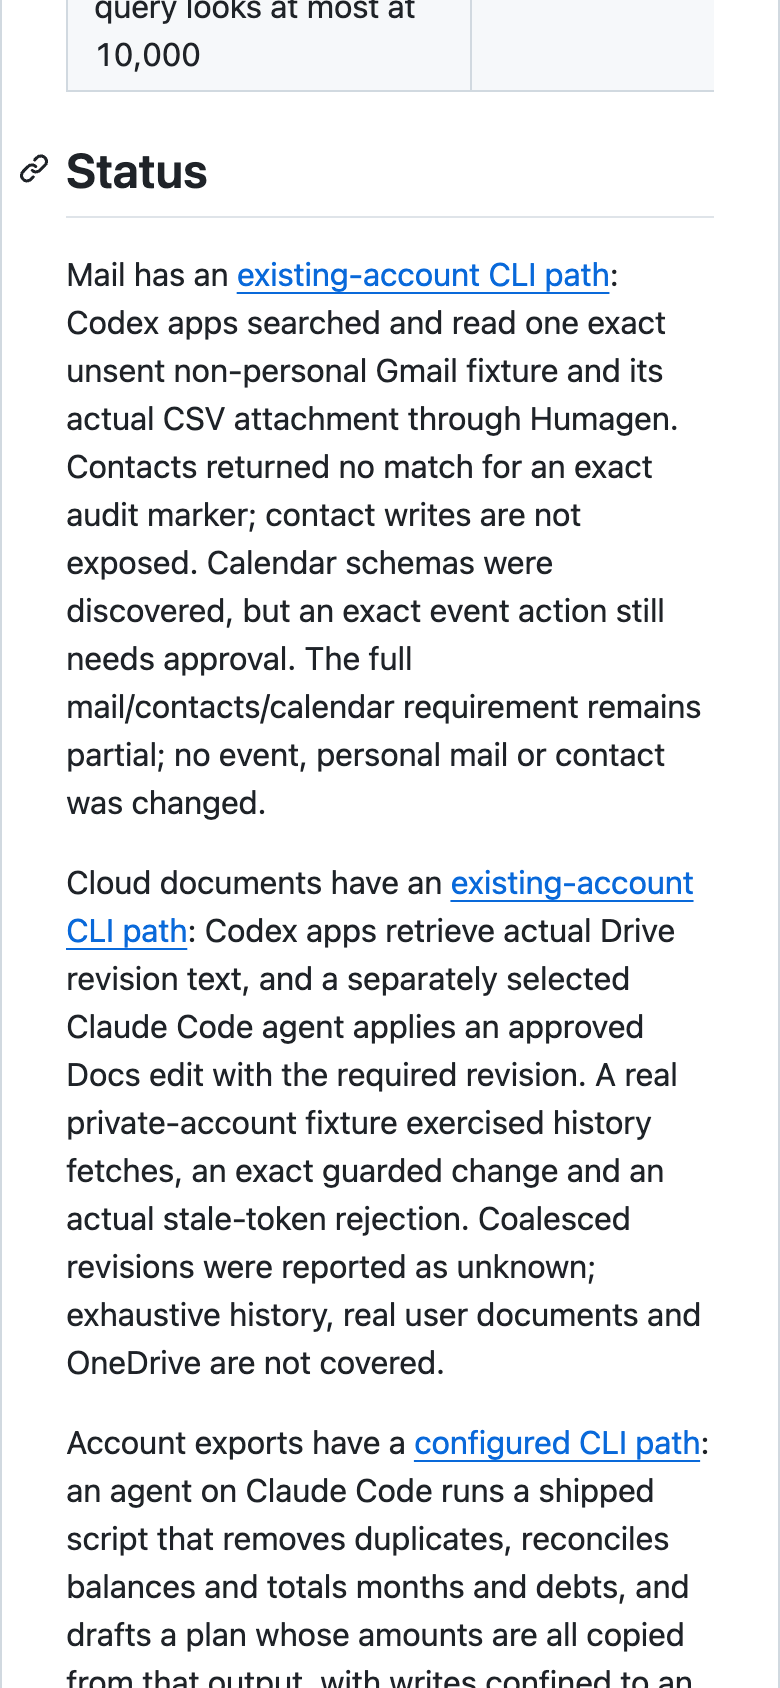 query looks at most at
10,000
Status
Mail has an existing-account CLI path:
Codex apps searched and read one exact
unsent non-personal Gmail fixture and its
actual CSV attachment through Humagen.
Contacts returned no match for an exact
audit marker; contact writes are not
exposed. Calendar schemas were
discovered, but an exact event action still
needs approval. The full
mail/contacts/calendar requirement remains
partial; no event, personal mail or contact
was changed.
Cloud documents have an existing-account
CLI path: Codex apps retrieve actual Drive
revision text, and a separately selected
Claude Code agent applies an approved
Docs edit with the required revision. A real
private-account fixture exercised history
fetches, an exact guarded change and an
actual stale-token rejection. Coalesced
revisions were reported as unknown;
exhaustive history, real user documents and
OneDrive are not covered.
Account exports have a configured CLI path:
an agent on Claude Code runs a shipped
script that removes duplicates, reconciles
balances and totals months and debts, and
drafts a plan whose amounts are all copied
from that output, with writes confined to an